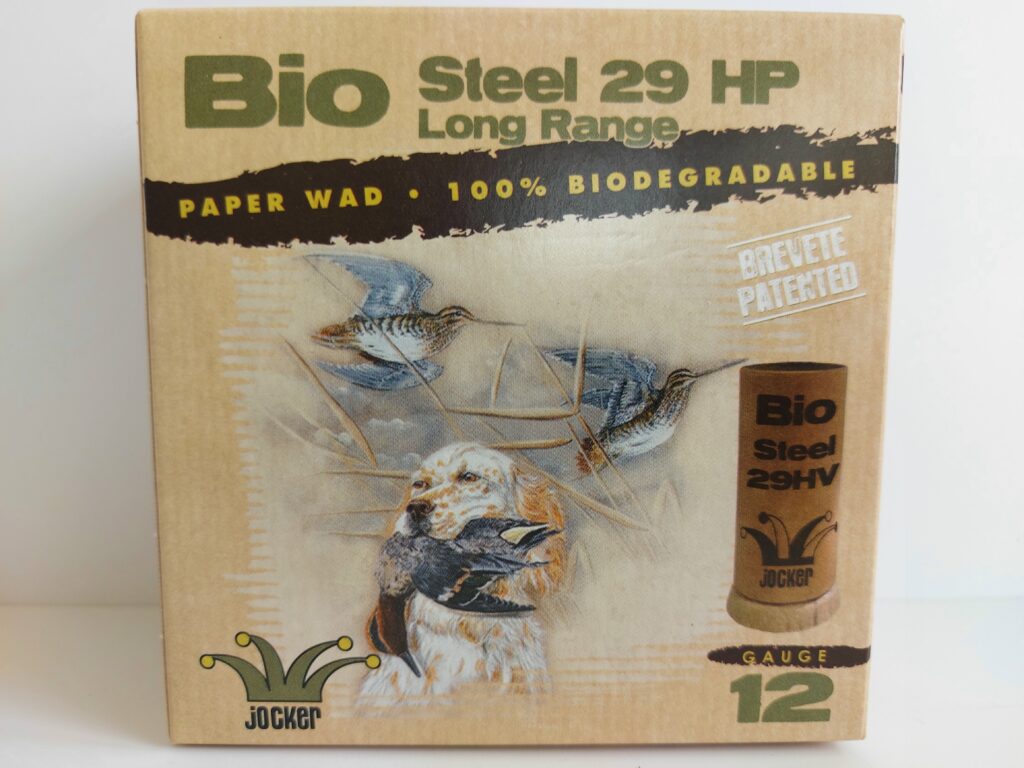 Bio
Steel 29 HP
Long Range
PAPER WAD • 100% BIODEGRADABLE
BREVETE
PATENTED
Bio
Steel
29HV
jocker
GAUGE
12
jocker